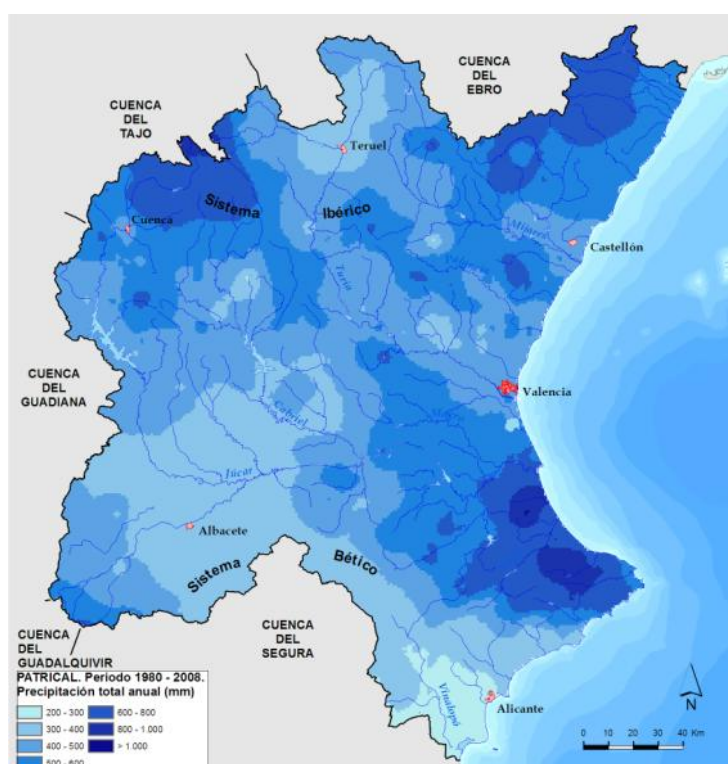 CUENCA
DEL
EBRO
CUENCA
DEL
TAJO
Teruel
Sistema
Ibérico
Cuenca
Mijares
Castellón
Palancia
Turia
CUENCA
DEL
GUADIANA
Valencia
Cabriel
Magro
Júcar
Albacete
Sistema
Bético
CUENCA
DEL
GUADALQUIVIR
CUENCA
DEL
SEGURA
Vinalopó
Alicante
N
PATRICAL. Periodo 1980 - 2008.
Precipitación total anual (mm)
200 - 300
600 - 800
300 - 400
800 - 1.000
400 - 500
> 1.000
500 - 600
0 10 20 30 40 Km